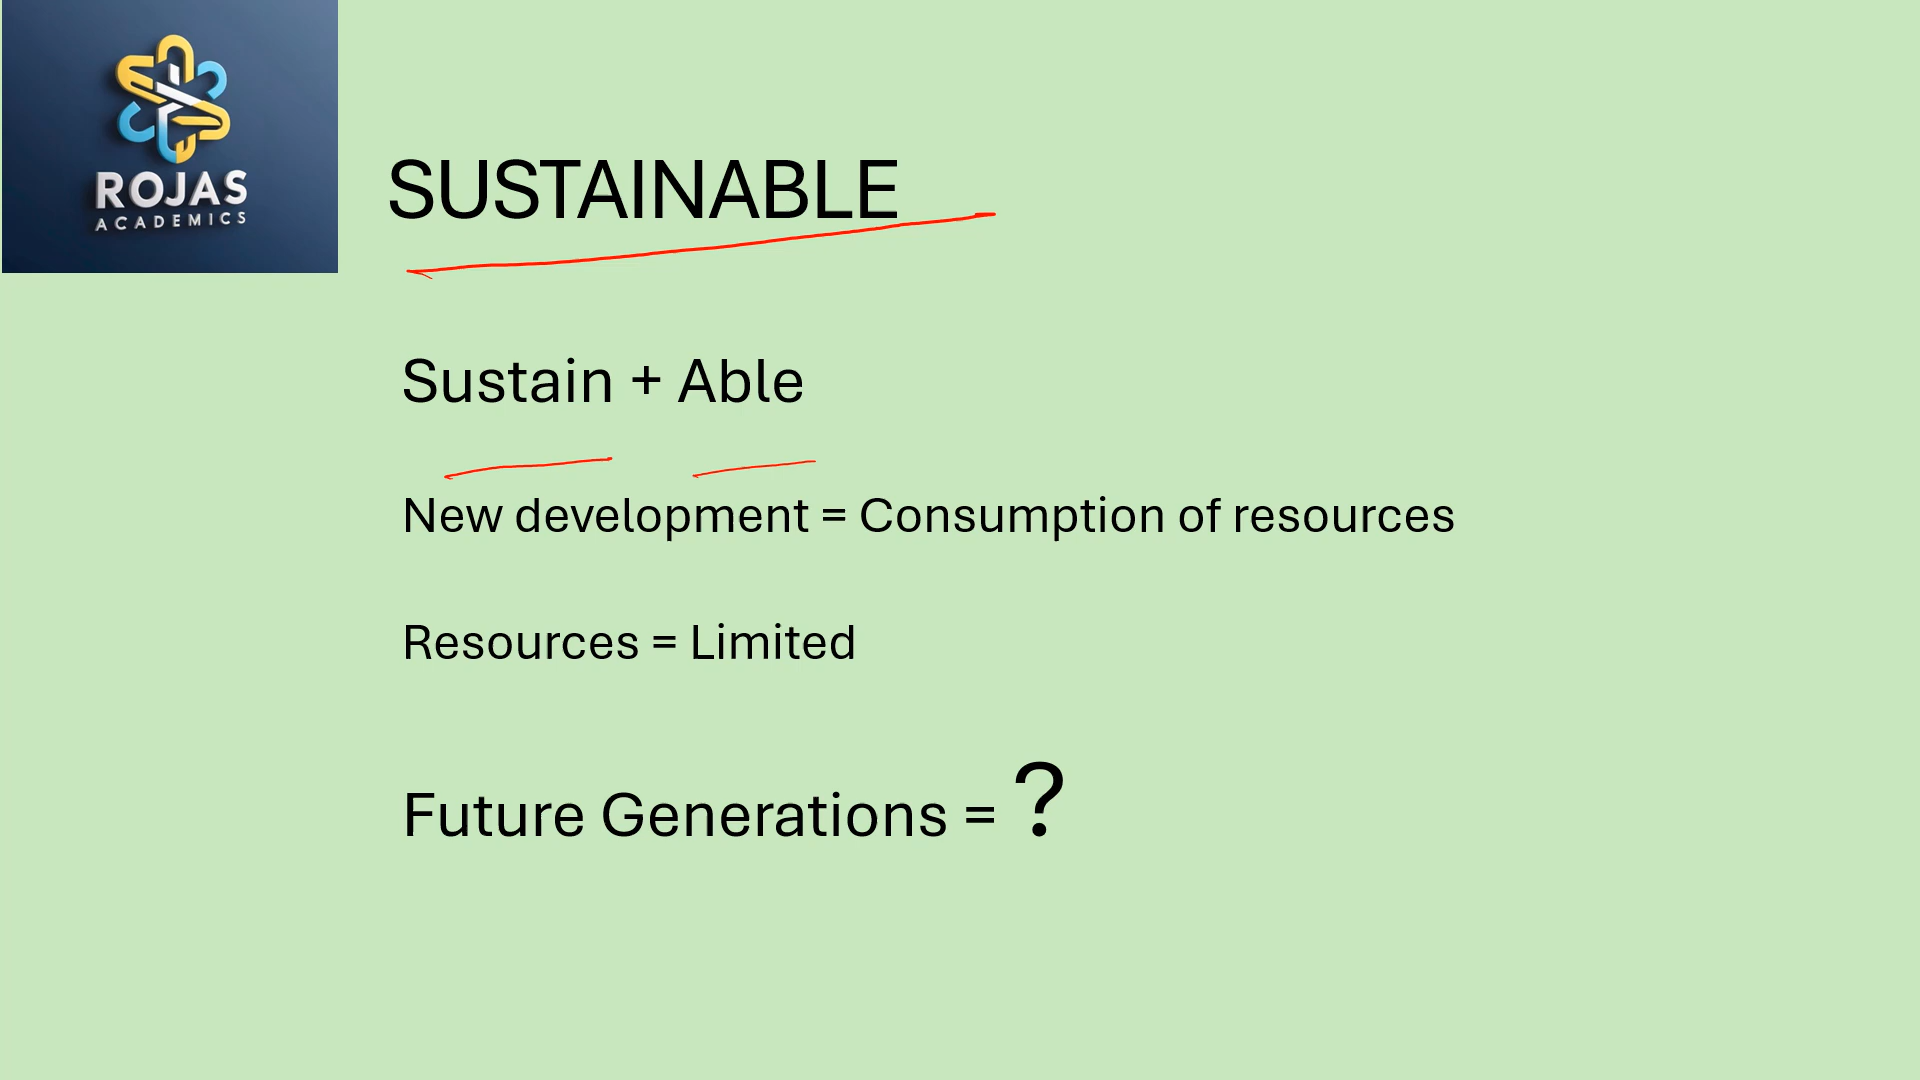 ROJAS
ACADEMICS
SUSTAINABLE
Sustain + Able
New development = Consumption of resources
Resources = Limited
Future Generations = ?